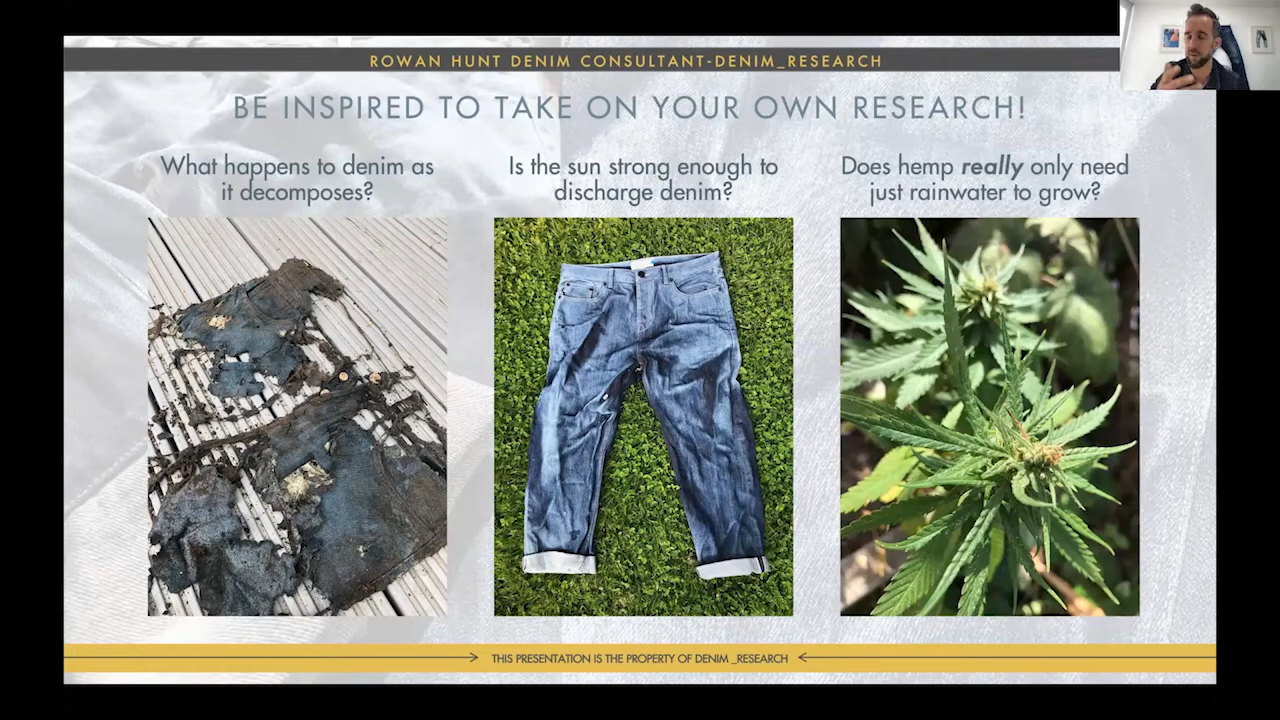 ROWAN HUNT DENIM CONSULTANT-DENIM_RESEARCH
BE INSPIRED TO TAKE ON YOUR OWN RESEARCH!
What happens to denim as
it decomposes?
Is the sun strong enough to
discharge denim?
Does hemp really only need
just rainwater to grow?
THIS PRESENTATION IS THE PROPERTY OF DENIM _RESEARCH